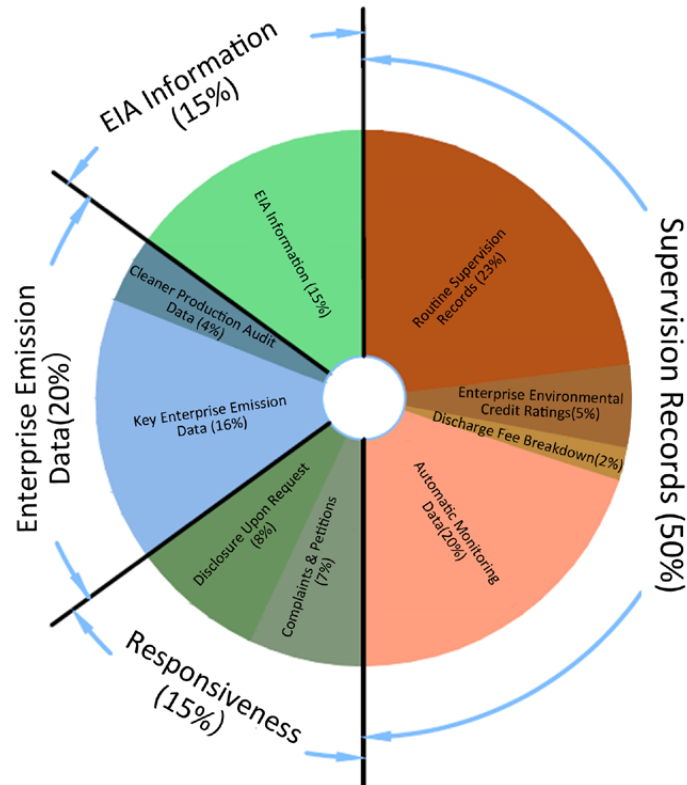 EIA Information
(15%)
EIA Information (15%)
Routine Supervision
Records (23%)
Supervision Records (50%)
Cleaner Production Audit
Data (4%)
Enterprise Emission
Data(20%)
Key Enterprise Emission
Data (16%)
Enterprise Environmental
Credit Ratings(5%)
Discharge Fee Breakdown(2%)
Automatic Monitoring
Data(20%)
Disclosure Upon Request
(8%)
Complaints & Petitions
(7%)
Responsiveness
(15%)